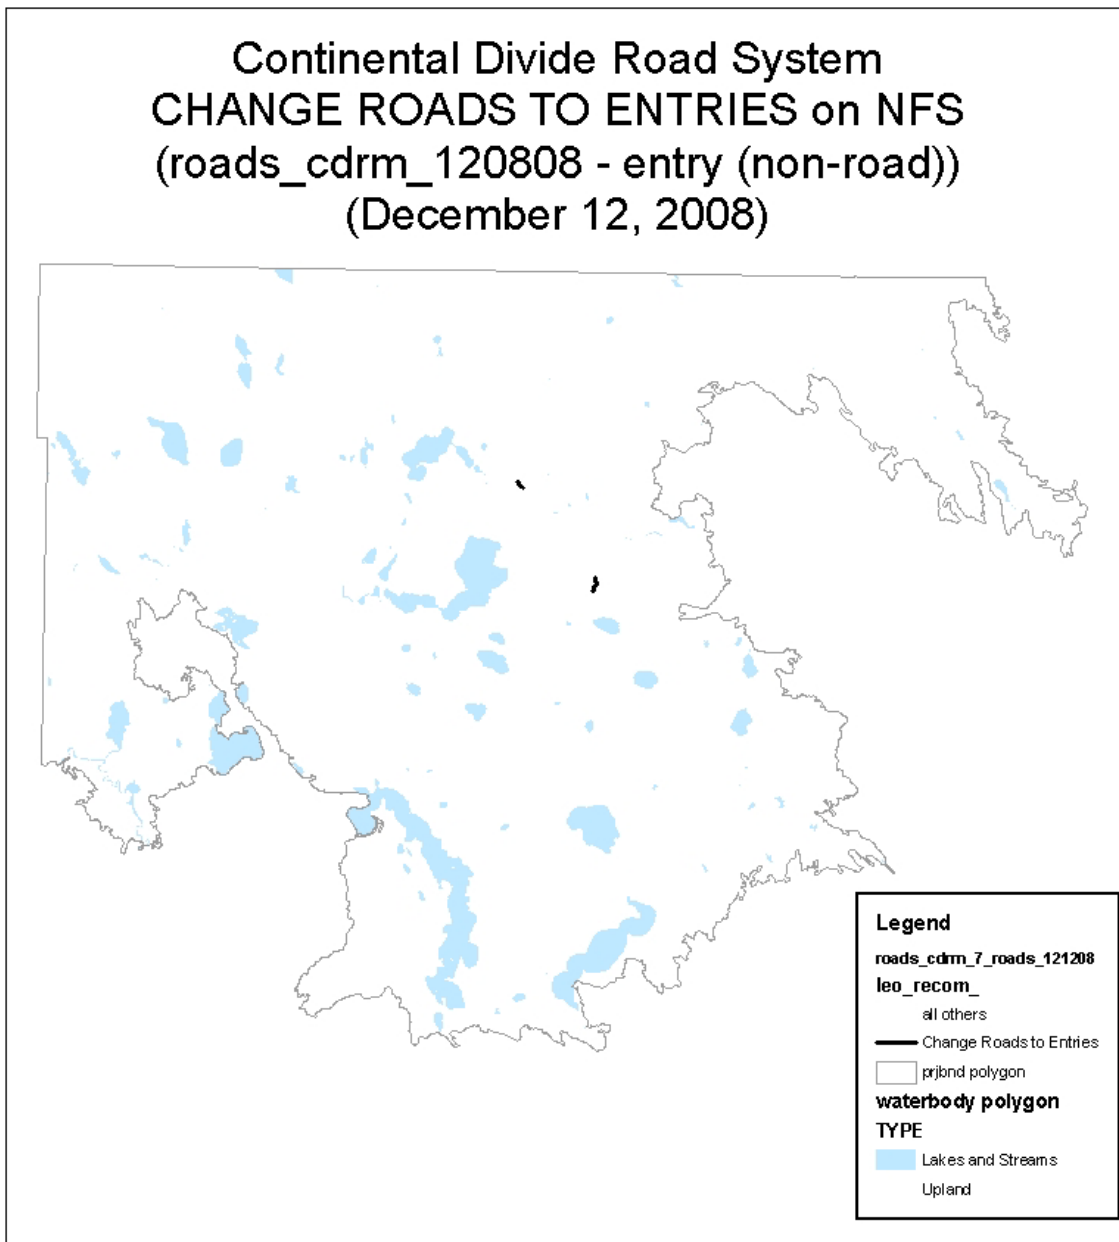 Continental Divide Road System
CHANGE ROADS TO ENTRIES on NFS
(roads_cdrm_120808 - entry (non-road))
(December 12, 2008)
Legend
roads_cdrm_7_roads_121208
leo_recom_
all others
Change Roads to Entries
prjbnd polygon
waterbody polygon
TYPE
Lakes and Streams
Upland